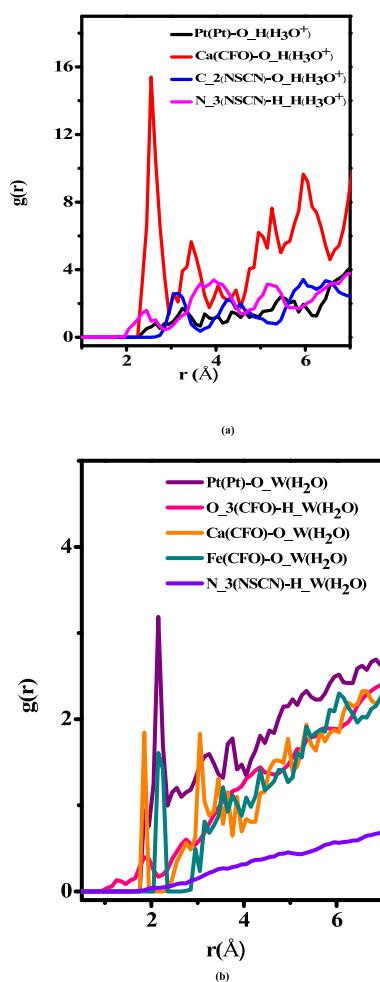 Pt(Pt)-O_H(H3O+)
Ca(CFO)-O_H(H3O+)
C_2(NSCN)-O_H(H3O+)
N_3(NSCN)-H_H(H3O+)
16
12
8
4
0
g(r)
2 4 6
r (Å)
(a)
Pt(Pt)-O_W(H2O)
O_3(CFO)-H_W(H2O)
Ca(CFO)-O_W(H2O)
Fe(CFO)-O_W(H2O)
N_3(NSCN)-H_W(H2O)
4
2
0
g(r)
2 4 6
r(Å)
(b)